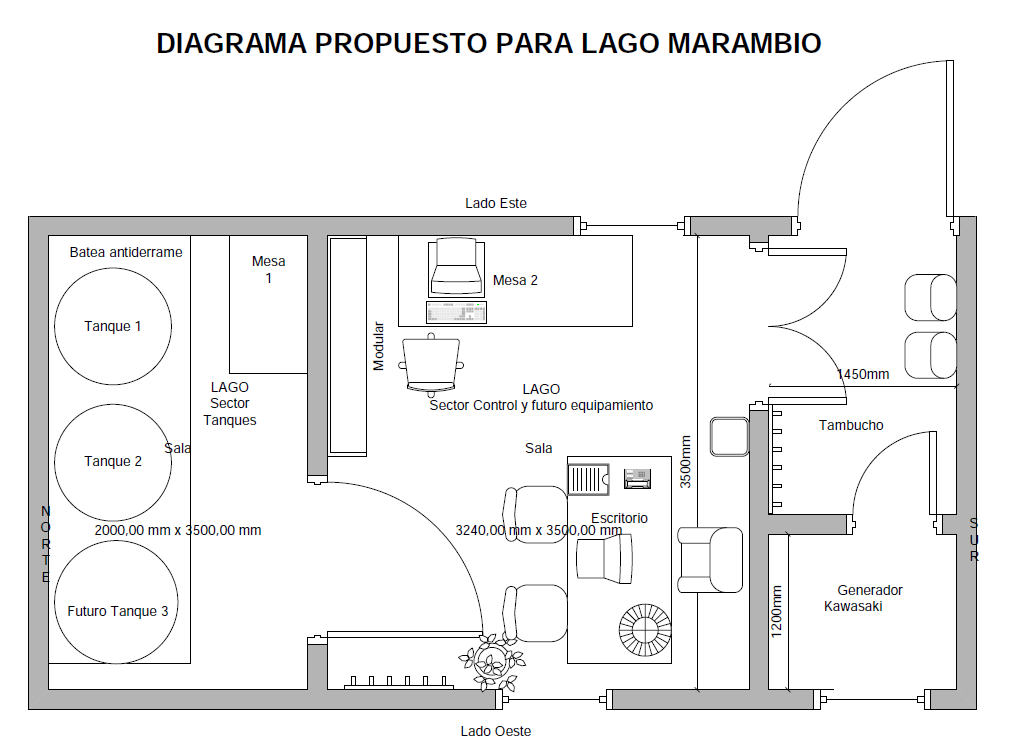 DIAGRAMA PROPUESTO PARA LAGO MARAMBIO
Lado Este
Batea antiderrame
Mesa
1
Mesa 2
Tanque 1
Modular
1450mm
LAGO
Sector
Tanques
LAGO
Sector Control y futuro equipamiento
Tambucho
Sala
Sala
Tanque 2
3500mm
NORTE
2000,00 mm x 3500,00 mm
3240,00 mm x 3500,00 mm
Escritorio
SUR
Futuro Tanque 3
1200mm
Generador
Kawasaki
Lado Oeste